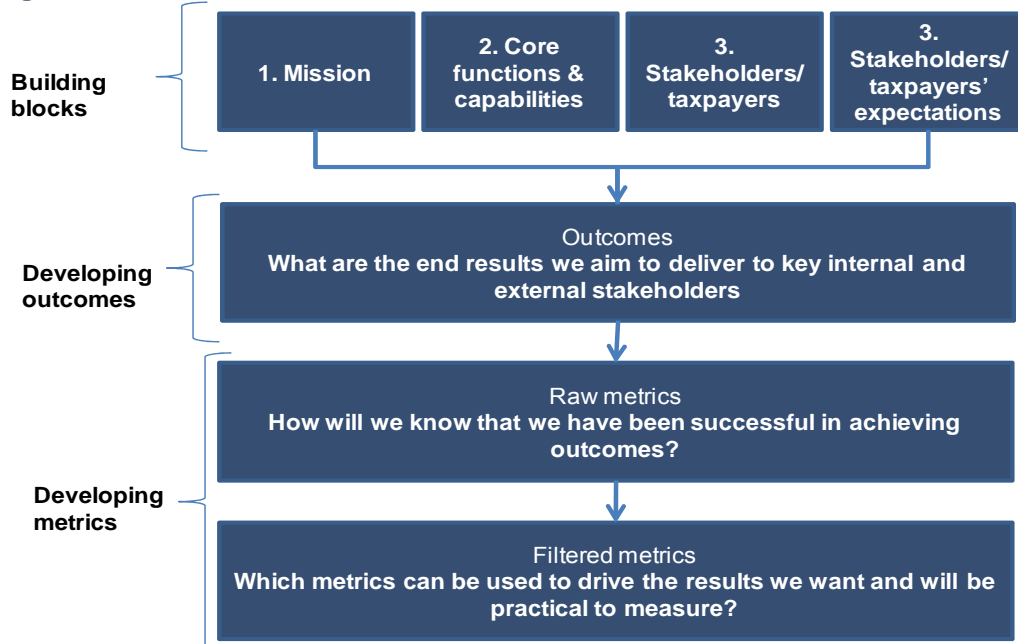 Building
blocks
1. Mission
2. Core
functions &
capabilities
3.
Stakeholders/
taxpayers
3.
Stakeholders/
taxpayers’
expectations
Developing
outcomes
Outcomes
What are the end results we aim to deliver to key internal and
external stakeholders
Developing
metrics
Raw metrics
How will we know that we have been successful in achieving
outcomes?
Filtered metrics
Which metrics can be used to drive the results we want and will be
practical to measure?